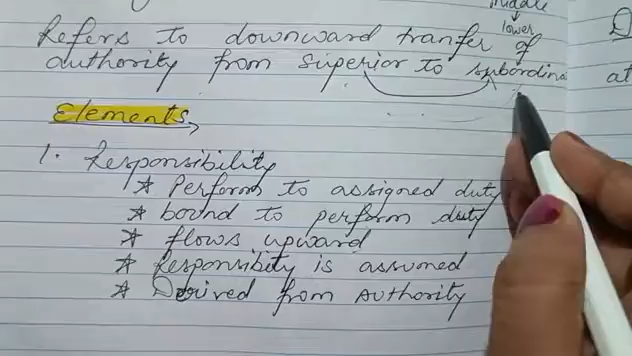 Middle
lower
Refers to downward tranfer of
authority from superior to subordina
at
Elements
1. Responsibility
* Perform to assigned duty
* bound to perform duty
* flows upward
* Responsibity is assumed
* Derived from Authority